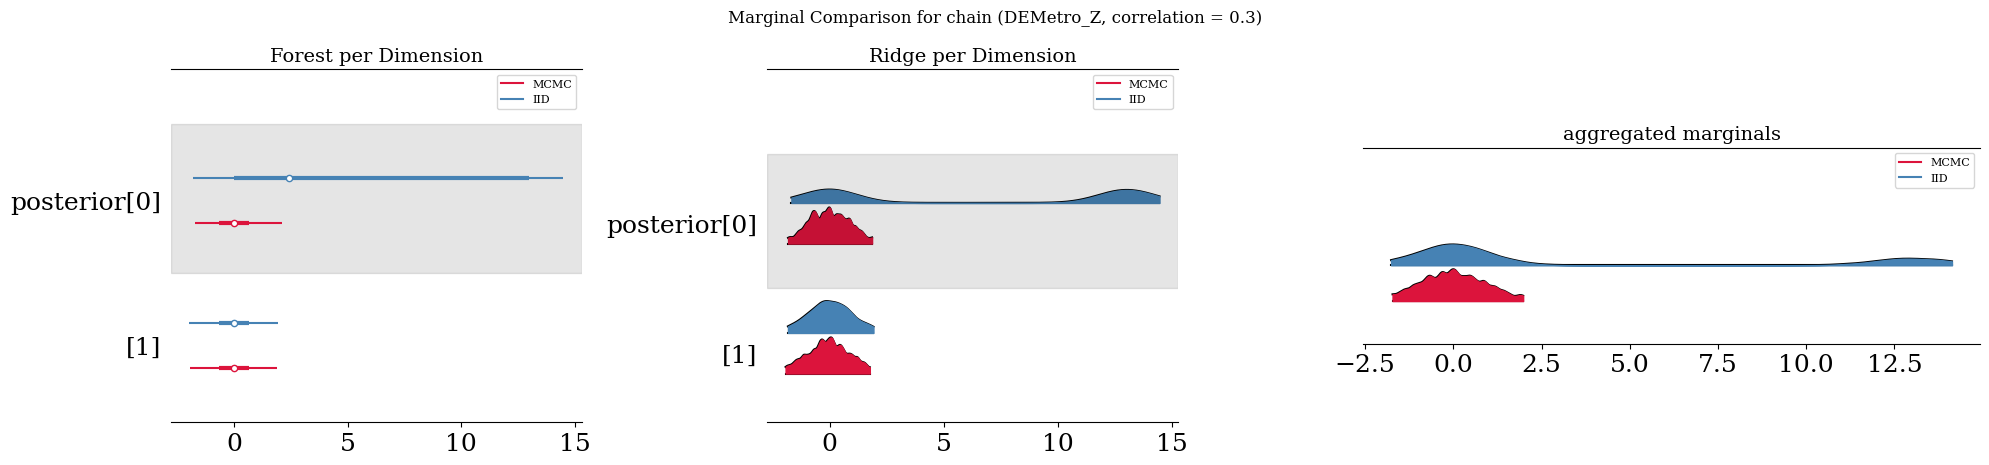 Marginal Comparison for chain (DEMetro_Z, correlation = 0.3)
Forest per Dimension
MCMC
IID
posterior[0]
[1]
0 5 10 15
Ridge per Dimension
MCMC
IID
posterior[0]
[1]
0 5 10 15
aggregated marginals
MCMC
IID
−2.5 0.0 2.5 5.0 7.5 10.0 12.5